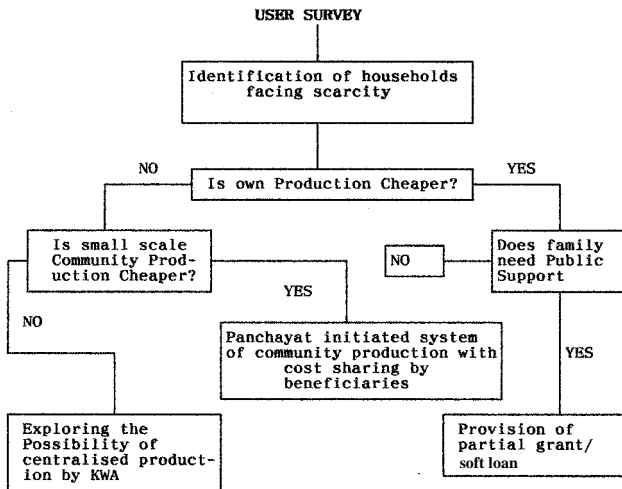 USER SURVEY
Identification of households
facing scarcity
NO
YES
Is own Production Cheaper?
Is small scale
Community Prod-
uction Cheaper?
NO
Does family
need Public
Support
YES
NO
Panchayat initiated system
of community production with
cost sharing by
beneficiaries
YES
Exploring the
Possibility of
centralised product-
ion by KWA
Provision of
partial grant/
soft loan